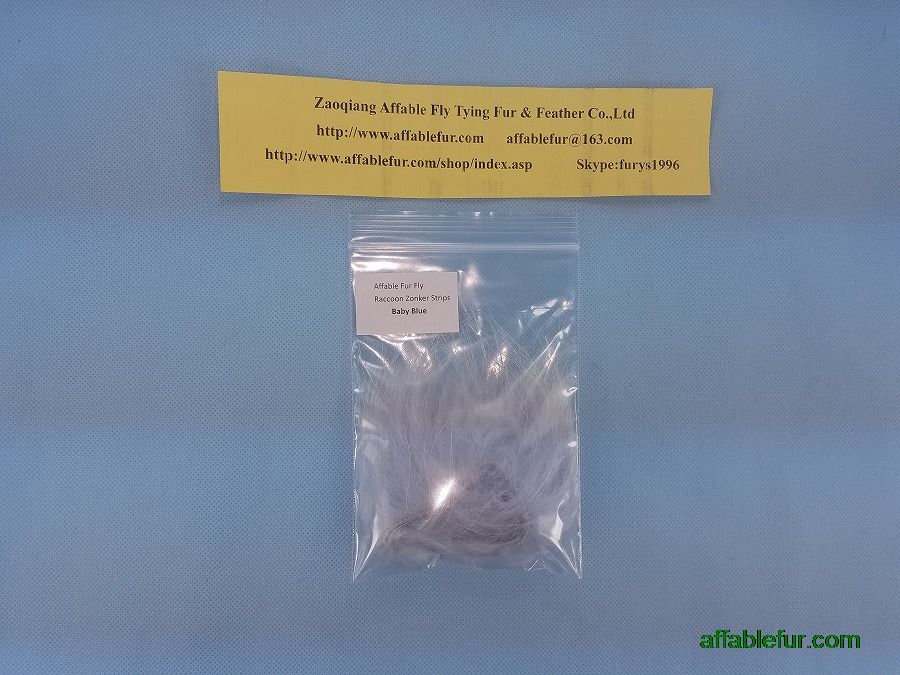 Zaoqiang Affable Fly Tying Fur & Feather Co.,Ltd
http://www.affablefur.com affablefur@163.com
http://www.affablefur.com/shop/index.asp Skype:furys1996
Affable Fur Fly
Raccoon Zonker Strips
Baby Blue
affablefur.com